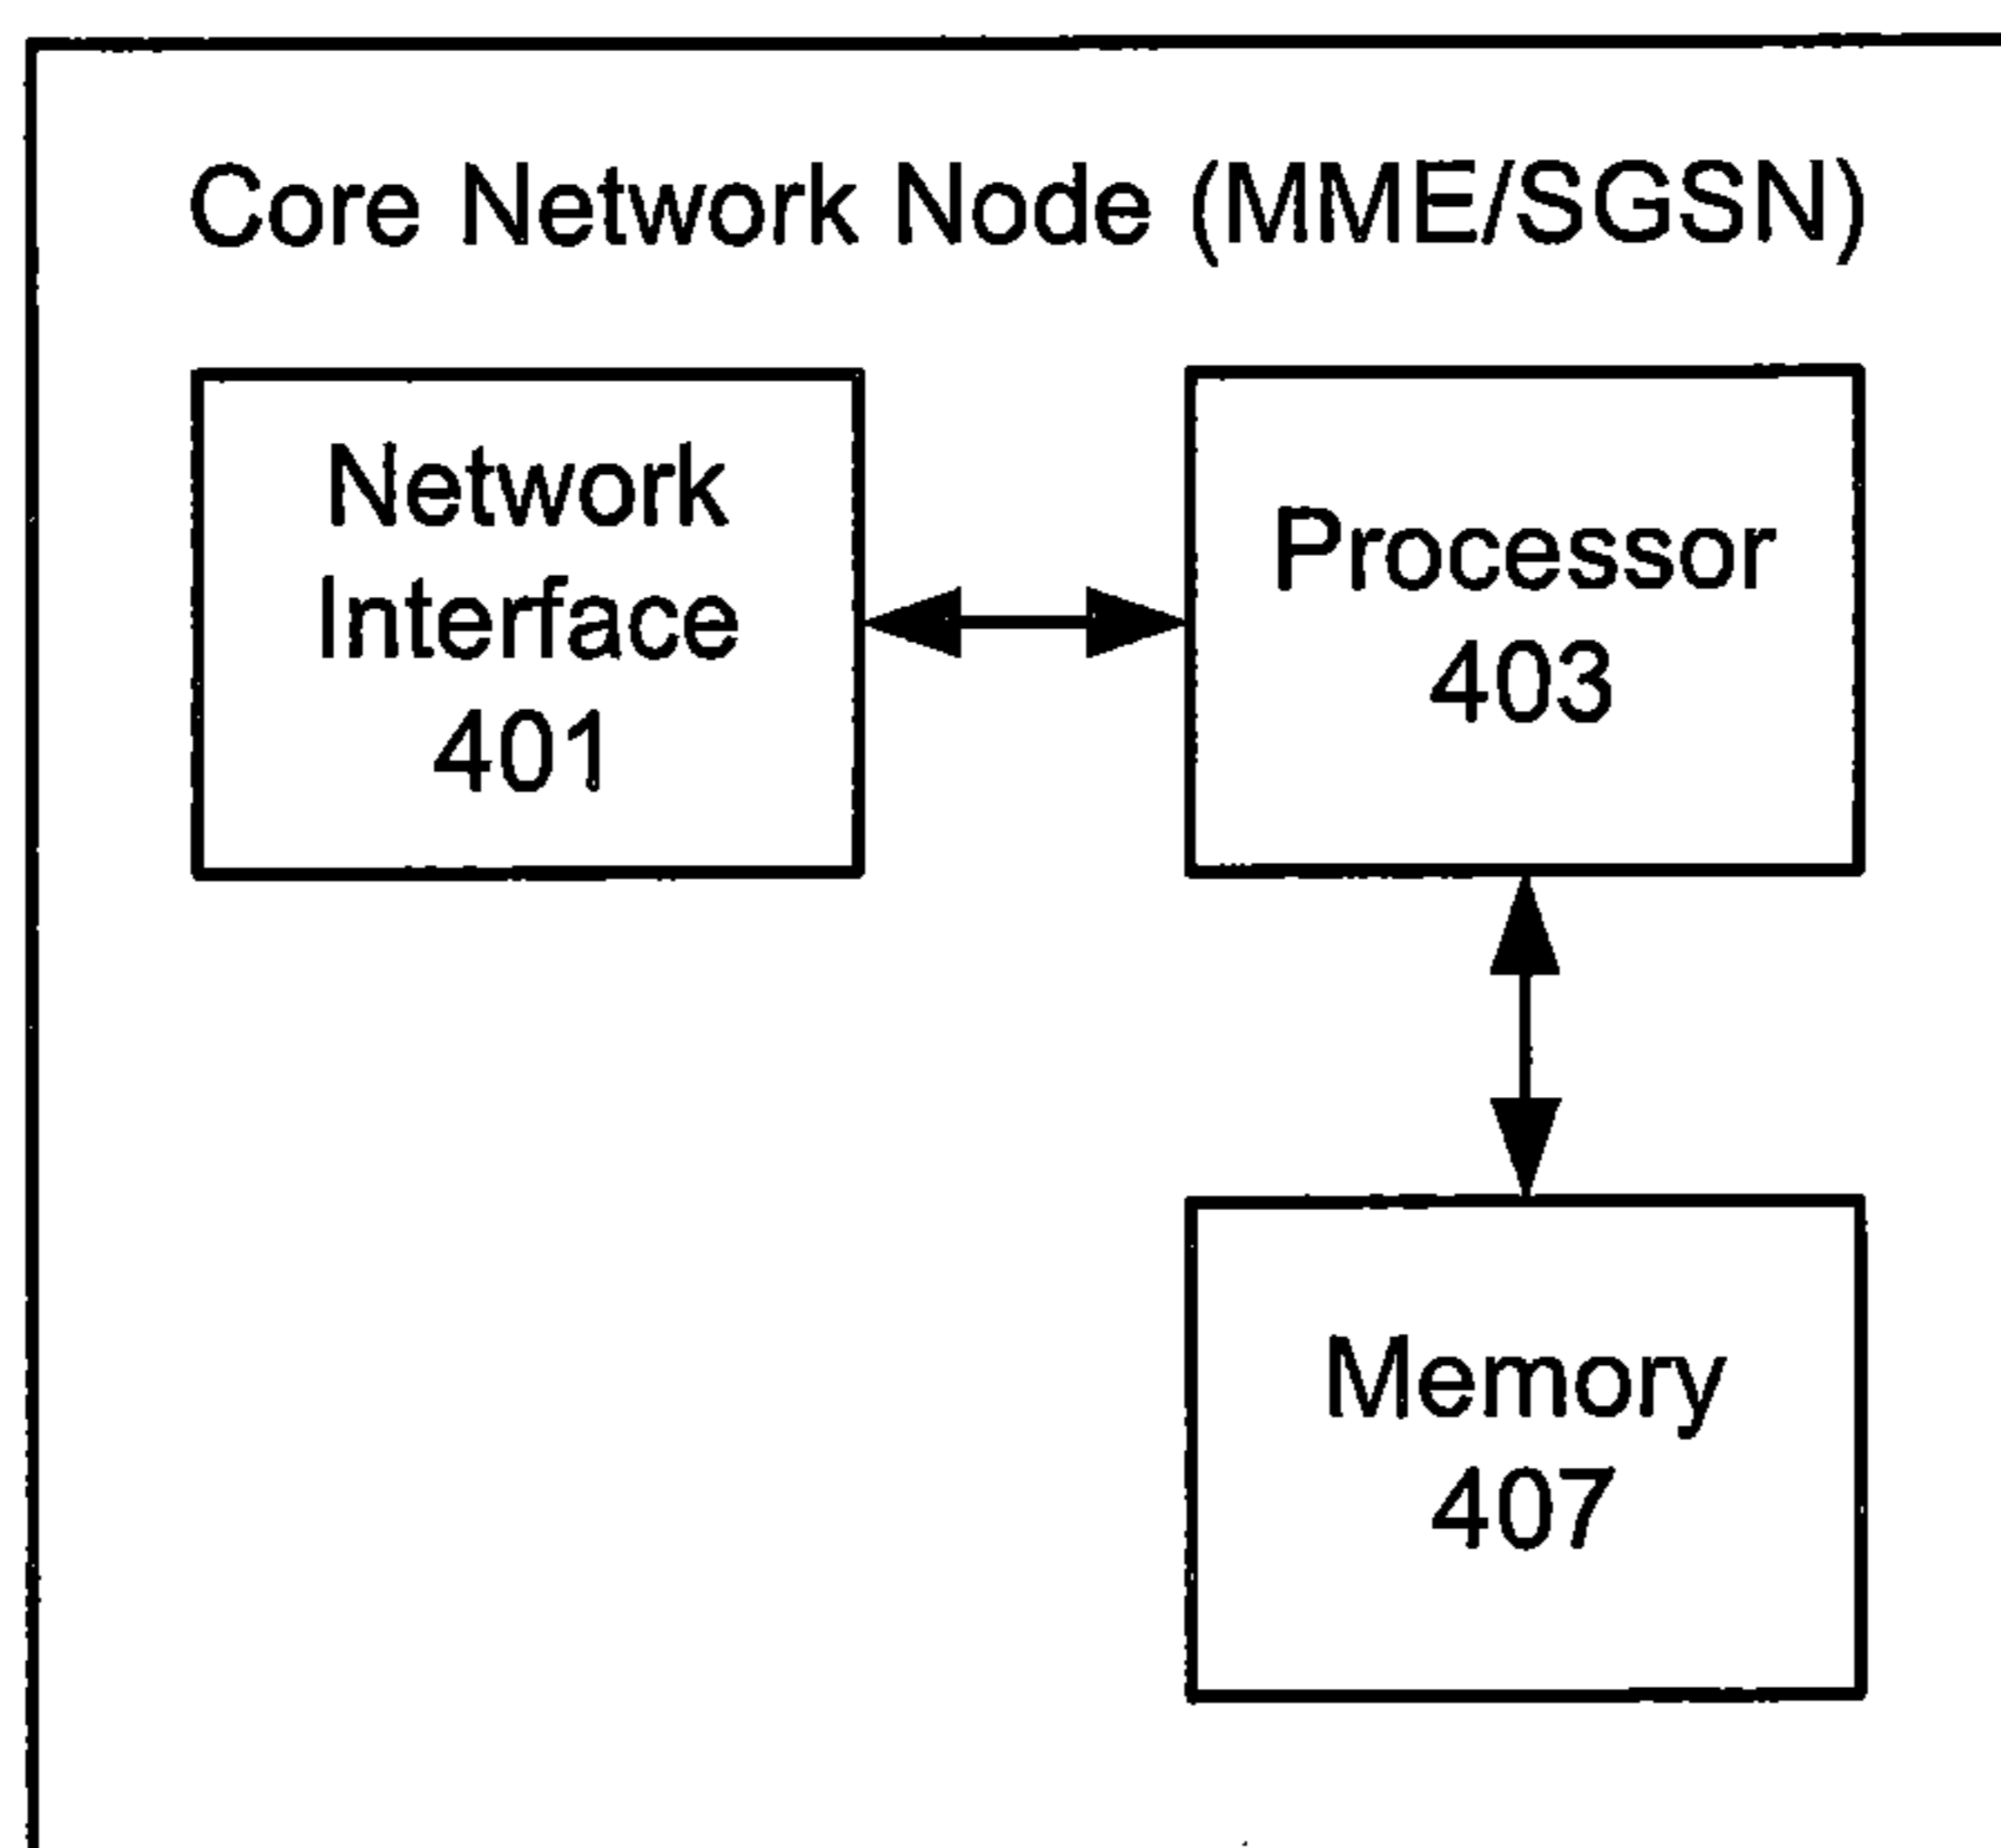 Core Network Node (MME/SGSN)
Network
Interface
401
Processor
403
Memory
407